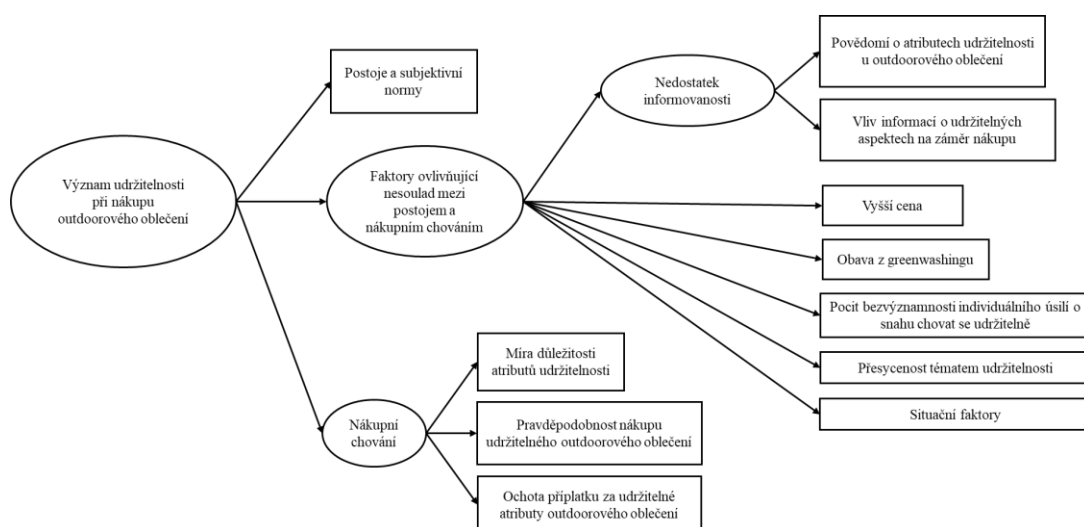 Postoje a subjektivní
normy
Význam udržitelnosti
při nákupu
outdoorového oblečení
Faktory ovlivňující
nesoulad mezi
postojem a
nákupním chováním
Nedostatek
informovanosti
Povědomí o atributech udržitelnosti
u outdoorového oblečení
Vliv informací o udržitelných
aspektech na záměr nákupu
Vyšší cena
Obava z greenwashingu
Pocit bezvýznamnosti individuálního úsilí o
snahu chovat se udržitelně
Přesycenost tématem udržitelnosti
Situační faktory
Nákupní
chování
Míra důležitosti
atributů udržitelnosti
Pravděpodobnost nákupu
udržitelného outdoorového oblečení
Ochota příplatku za udržitelné
atributy outdoorového oblečení